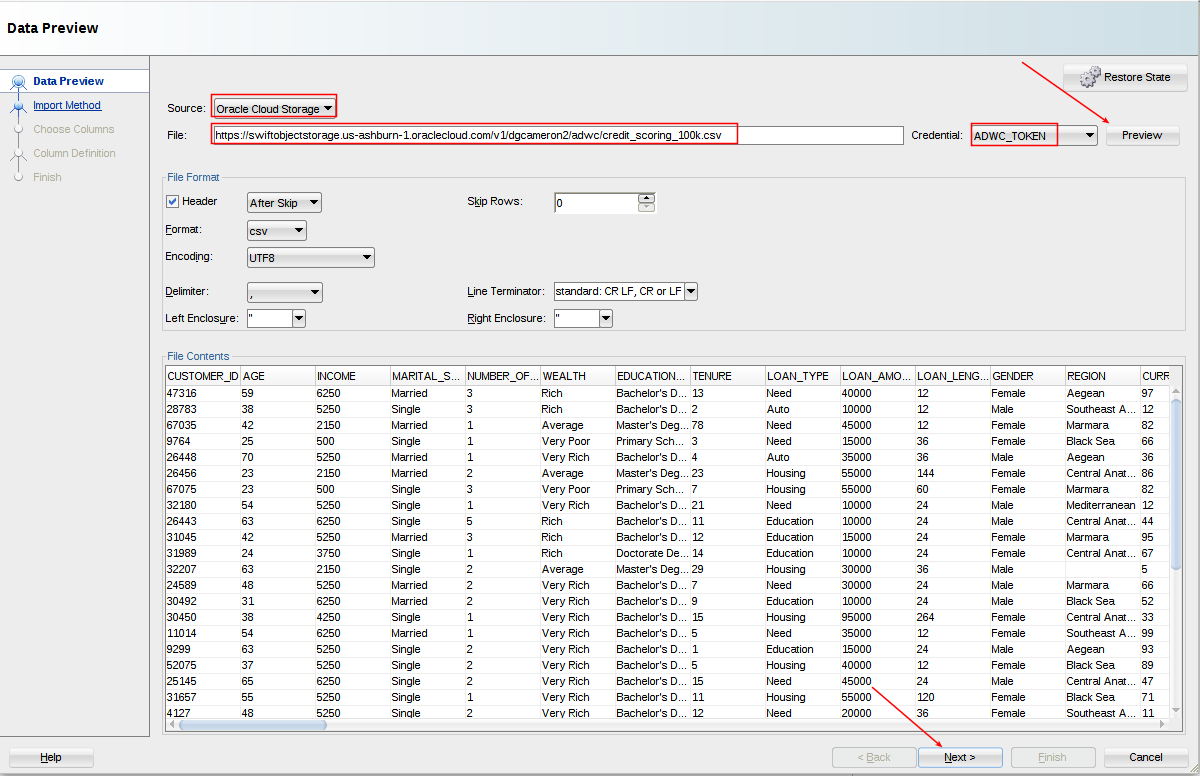 Data Preview
Data Preview
Import Method
Choose Columns
Column Definition
Finish
Restore State
Source: Oracle Cloud Storage
File: https://swiftobjectstorage.us-ashburn-1.oraclecloud.com/v1/dgcameron2/adwc/credit_scoring_100k.csv Credential: ADWC_TOKEN Preview
File Format
Header After Skip Skip Rows: 0
Format: csv
Encoding: UTF8
Delimiter: , Line Terminator: standard: CR LF, CR or LF
Left Enclosure: " Right Enclosure: "
File Contents
CUSTOMER_ID AGE INCOME MARITAL_S... NUMBER_OF... WEALTH EDUCATION... TENURE LOAN_TYPE LOAN_AMO... LOAN_LENG... GENDER REGION CURR
47316 59 6250 Married 3 Rich Bachelor's D... 13 Need 40000 12 Female Aegean 97
28783 38 5250 Single 3 Rich Bachelor's D... 2 Auto 10000 12 Male Southeast A... 12
67035 42 2150 Married 1 Average Master's Deg... 78 Need 45000 12 Female Marmara 82
9764 25 500 Single 1 Very Poor Primary Sch... 3 Need 15000 36 Female Black Sea 66
26448 70 5250 Single 1 Very Rich Bachelor's D... 4 Auto 35000 36 Male Aegean 36
26456 23 2150 Married 2 Average Master's Deg... 23 Housing 55000 144 Female Central Anat... 86
67075 23 500 Single 3 Very Poor Primary Sch... 7 Housing 55000 60 Female Marmara 82
32180 54 5250 Single 1 Very Rich Bachelor's D... 21 Need 10000 24 Male Mediterranean 12
26443 63 6250 Single 5 Rich Bachelor's D... 11 Education 10000 24 Male Central Anat... 44
31045 42 5250 Married 3 Rich Bachelor's D... 12 Education 15000 24 Female Marmara 95
31989 24 3750 Single 1 Rich Doctorate De... 14 Education 10000 24 Female Central Anat... 67
32207 63 2150 Single 2 Average Master's Deg... 29 Housing 30000 36 Male 5
24589 48 5250 Married 2 Very Rich Bachelor's D... 7 Need 15000 24 Male Marmara 66
30492 31 6250 Married 2 Very Rich Bachelor's D... 9 Education 10000 24 Male Black Sea 52
30450 38 4250 Single 1 Very Rich Bachelor's D... 15 Housing 95000 264 Female Central Anat... 33
11014 54 6250 Married 1 Very Rich Bachelor's D... 5 Need 35000 12 Female Southeast A... 99
9299 63 5250 Single 2 Very Rich Bachelor's D... 1 Education 15000 24 Male Aegean 93
52075 37 5250 Single 2 Very Rich Bachelor's D... 5 Housing 40000 12 Female Black Sea 89
25145 65 6250 Single 2 Very Rich Bachelor's D... 15 Need 45000 24 Male Central Anat... 47
31657 55 5250 Single 1 Very Rich Bachelor's D... 11 Housing 55000 120 Female Black Sea 71
4127 48 5250 Single 2 Very Rich Bachelor's D... 12 Need 20000 36 Female Southeast A... 11
Help < Back Next > Finish Cancel